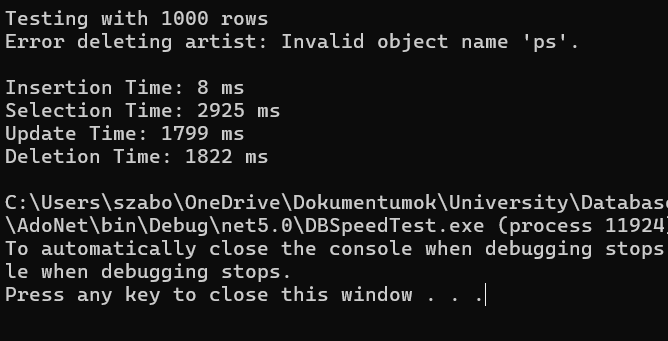 Testing with 1000 rows
Error deleting artist: Invalid object name 'ps'.
Insertion Time: 8 ms
Selection Time: 2925 ms
Update Time: 1799 ms
Deletion Time: 1822 ms
C:\Users\szabo\OneDrive\Dokumentumok\University\Database
\AdoNet\bin\Debug\net5.0\DBSpeedTest.exe (process 11924)
To automatically close the console when debugging stops
le when debugging stops.
Press any key to close this window . . .